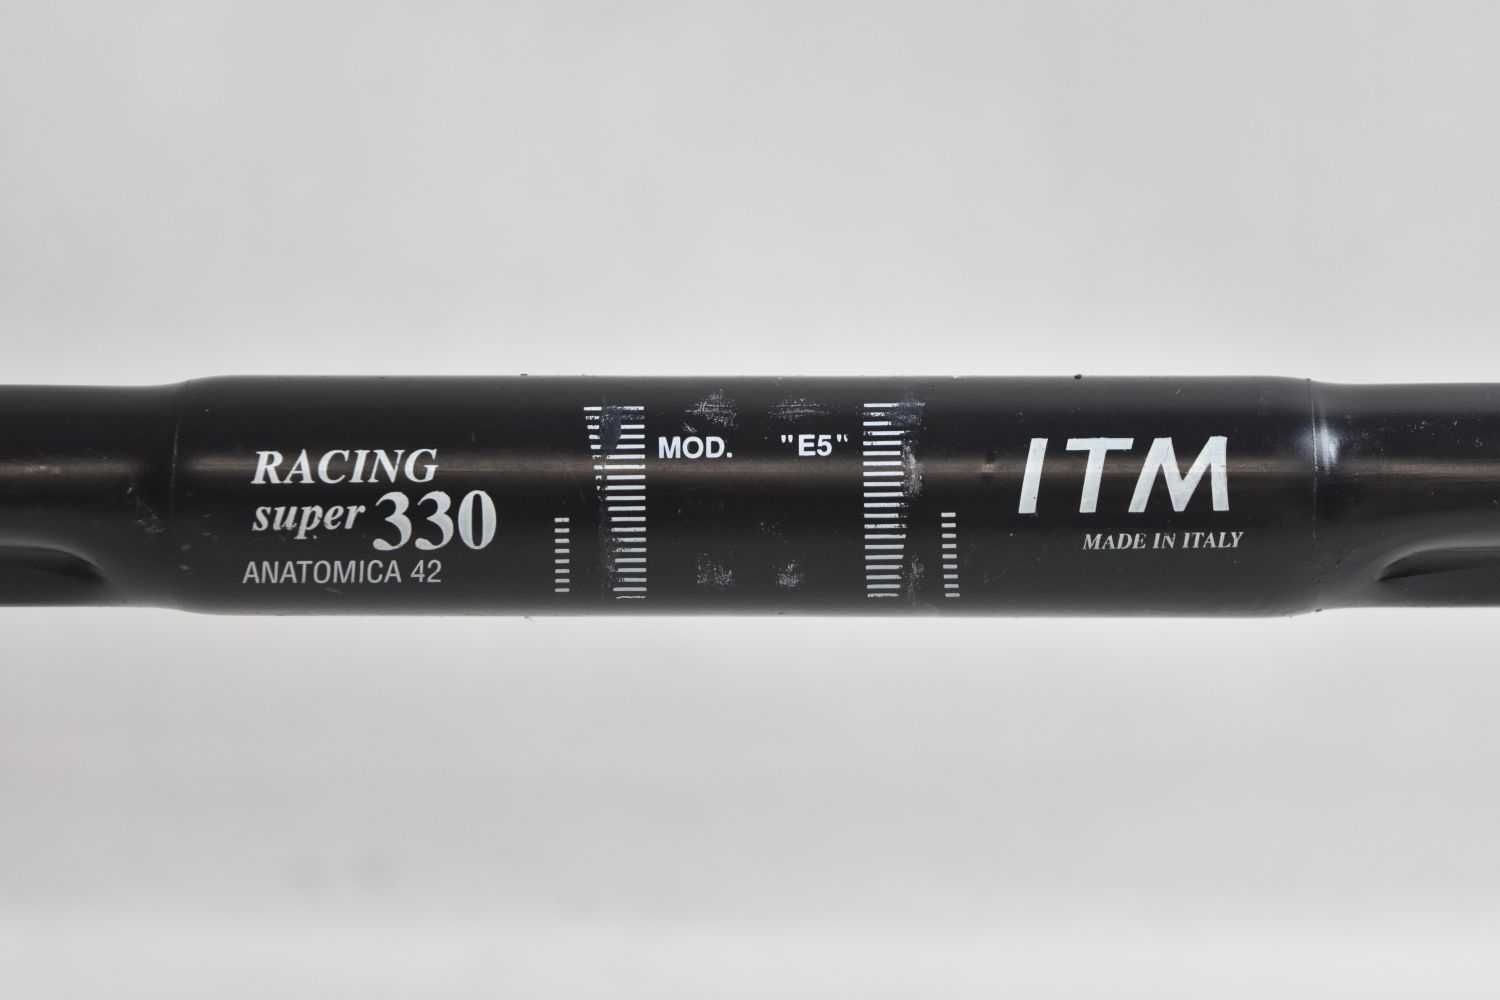 RACING
super 330
ANATOMICA 42
MOD. "E5"
ITM
MADE IN ITALY